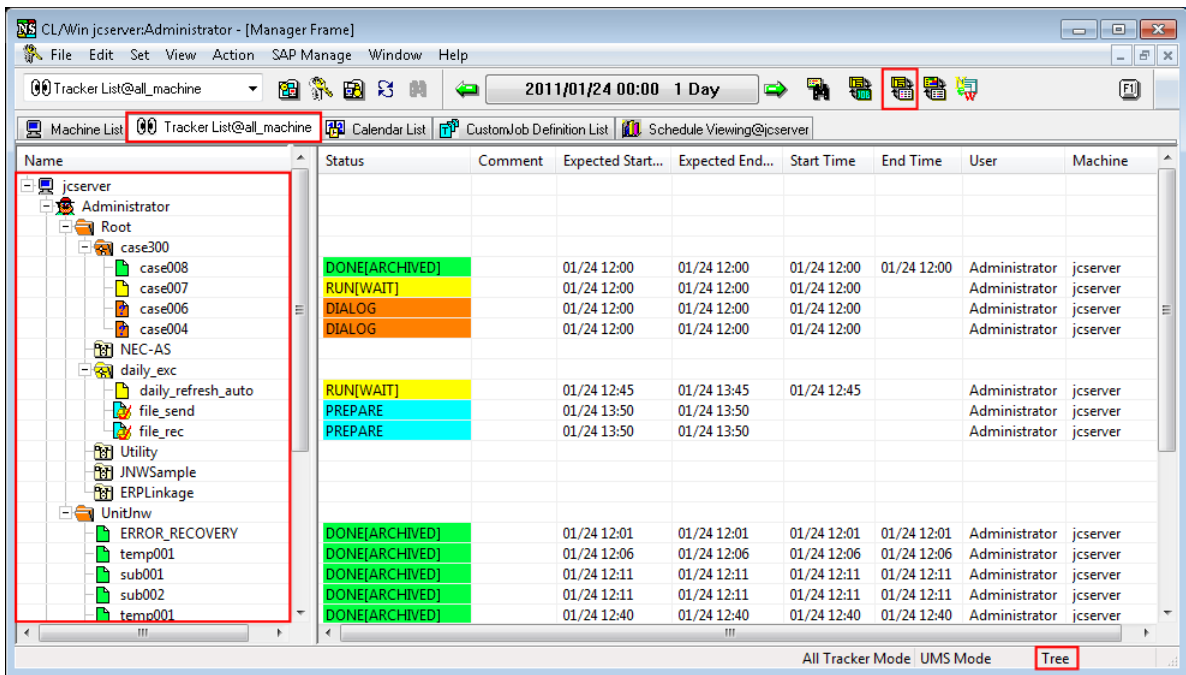 CL/Win jcserver:Administrator - [Manager Frame]
File Edit Set View Action SAP Manage Window Help
Tracker List@all_machine 2011/01/24 00:00 1 Day F1
Machine List Tracker List@all_machine Calendar List CustomJob Definition List Schedule Viewing@jcserver
Name Status Comment Expected Start... Expected End... Start Time End Time User Machine
jcserver
Administrator
Root
case300
case008 DONE[ARCHIVED] 01/24 12:00 01/24 12:00 01/24 12:00 01/24 12:00 Administrator jcserver
case007 RUN[WAIT] 01/24 12:00 01/24 12:00 01/24 12:00 Administrator jcserver
case006 DIALOG 01/24 12:00 01/24 12:00 01/24 12:00 Administrator jcserver
case004 DIALOG 01/24 12:00 01/24 12:00 01/24 12:00 Administrator jcserver
NEC-AS
daily_exc
daily_refresh_auto RUN[WAIT] 01/24 12:45 01/24 13:45 01/24 12:45 Administrator jcserver
file_send PREPARE 01/24 13:50 01/24 13:50 Administrator jcserver
file_rec PREPARE 01/24 13:50 01/24 13:50 Administrator jcserver
Utility
JNWSample
ERPLinkage
UnitJnw
ERROR_RECOVERY DONE[ARCHIVED] 01/24 12:01 01/24 12:01 01/24 12:01 01/24 12:01 Administrator jcserver
temp001 DONE[ARCHIVED] 01/24 12:06 01/24 12:06 01/24 12:06 01/24 12:06 Administrator jcserver
sub001 DONE[ARCHIVED] 01/24 12:11 01/24 12:11 01/24 12:11 01/24 12:11 Administrator jcserver
sub002 DONE[ARCHIVED] 01/24 12:11 01/24 12:11 01/24 12:11 01/24 12:11 Administrator jcserver
temp001 DONE[ARCHIVED] 01/24 12:40 01/24 12:40 01/24 12:40 01/24 12:40 Administrator jcserver
All Tracker Mode UMS Mode Tree